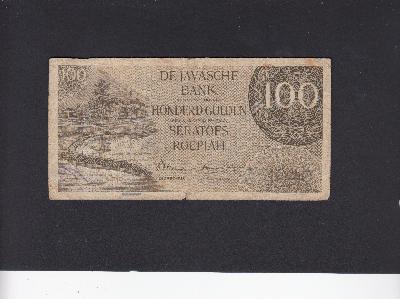 100
DE JAVASCHE
BANK
HONDERD GULDEN
SERATOES
ROEPIAH
100